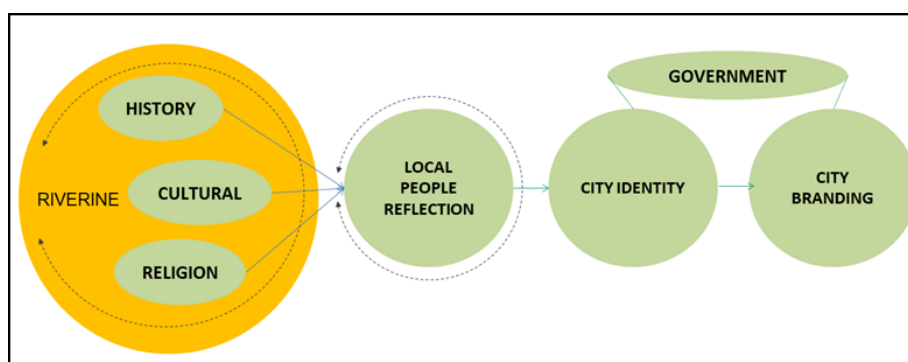 HISTORY
RIVERINE
CULTURAL
RELIGION
LOCAL
PEOPLE
REFLECTION
GOVERNMENT
CITY IDENTITY
CITY
BRANDING